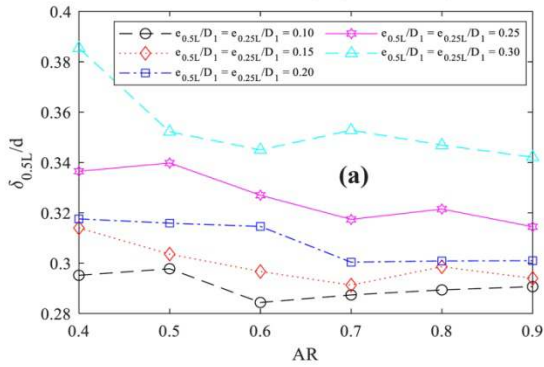 0.4
0.38
0.36
0.34
0.32
0.3
0.28
δ0.5L/d
e0.5L/D1 = e0.25L/D1 = 0.10
e0.5L/D1 = e0.25L/D1 = 0.15
e0.5L/D1 = e0.25L/D1 = 0.20
e0.5L/D1 = e0.25L/D1 = 0.25
e0.5L/D1 = e0.25L/D1 = 0.30
(a)
0.4 0.5 0.6 0.7 0.8 0.9
AR